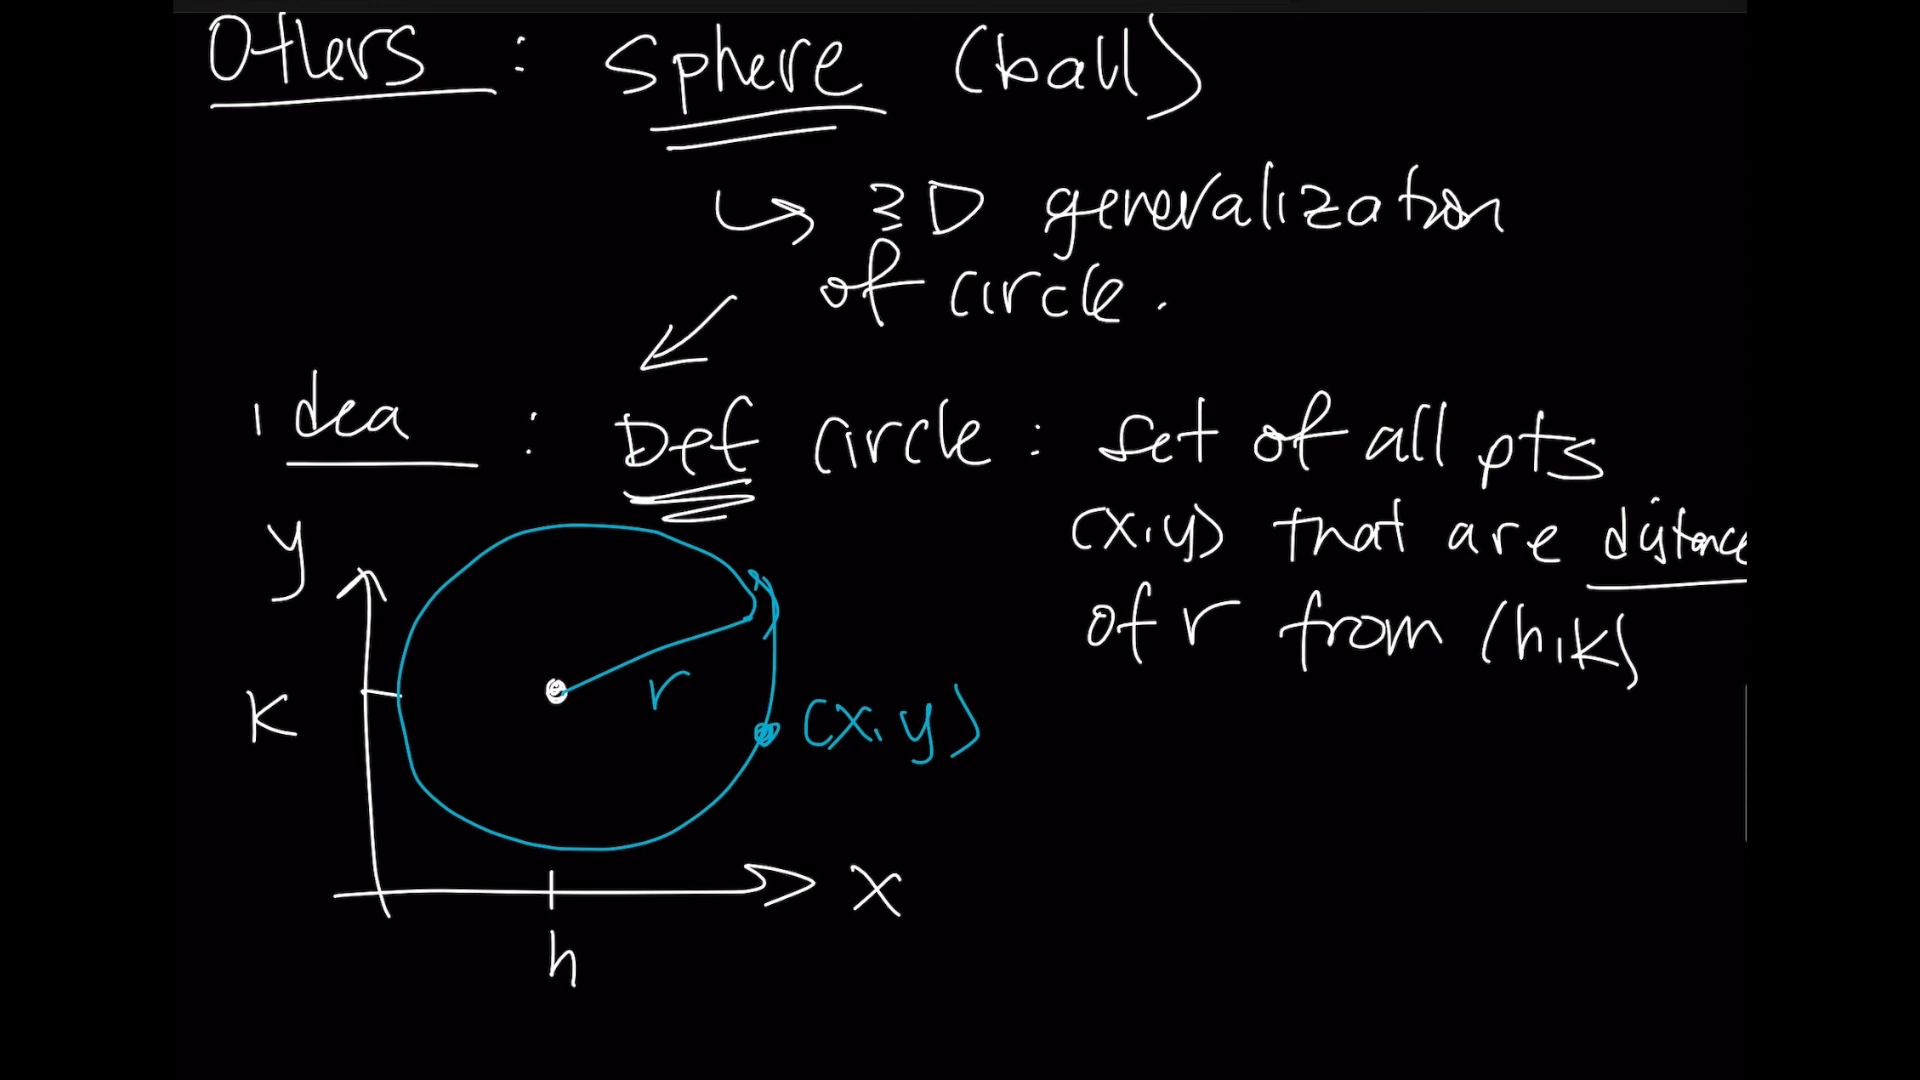 Others : Sphere (ball)
↳ 3D generalization
of circle.
idea : Def circle : set of all pts
(x,y) that are distance
of r from (h,k)
y
r
K
(x,y)
x
h